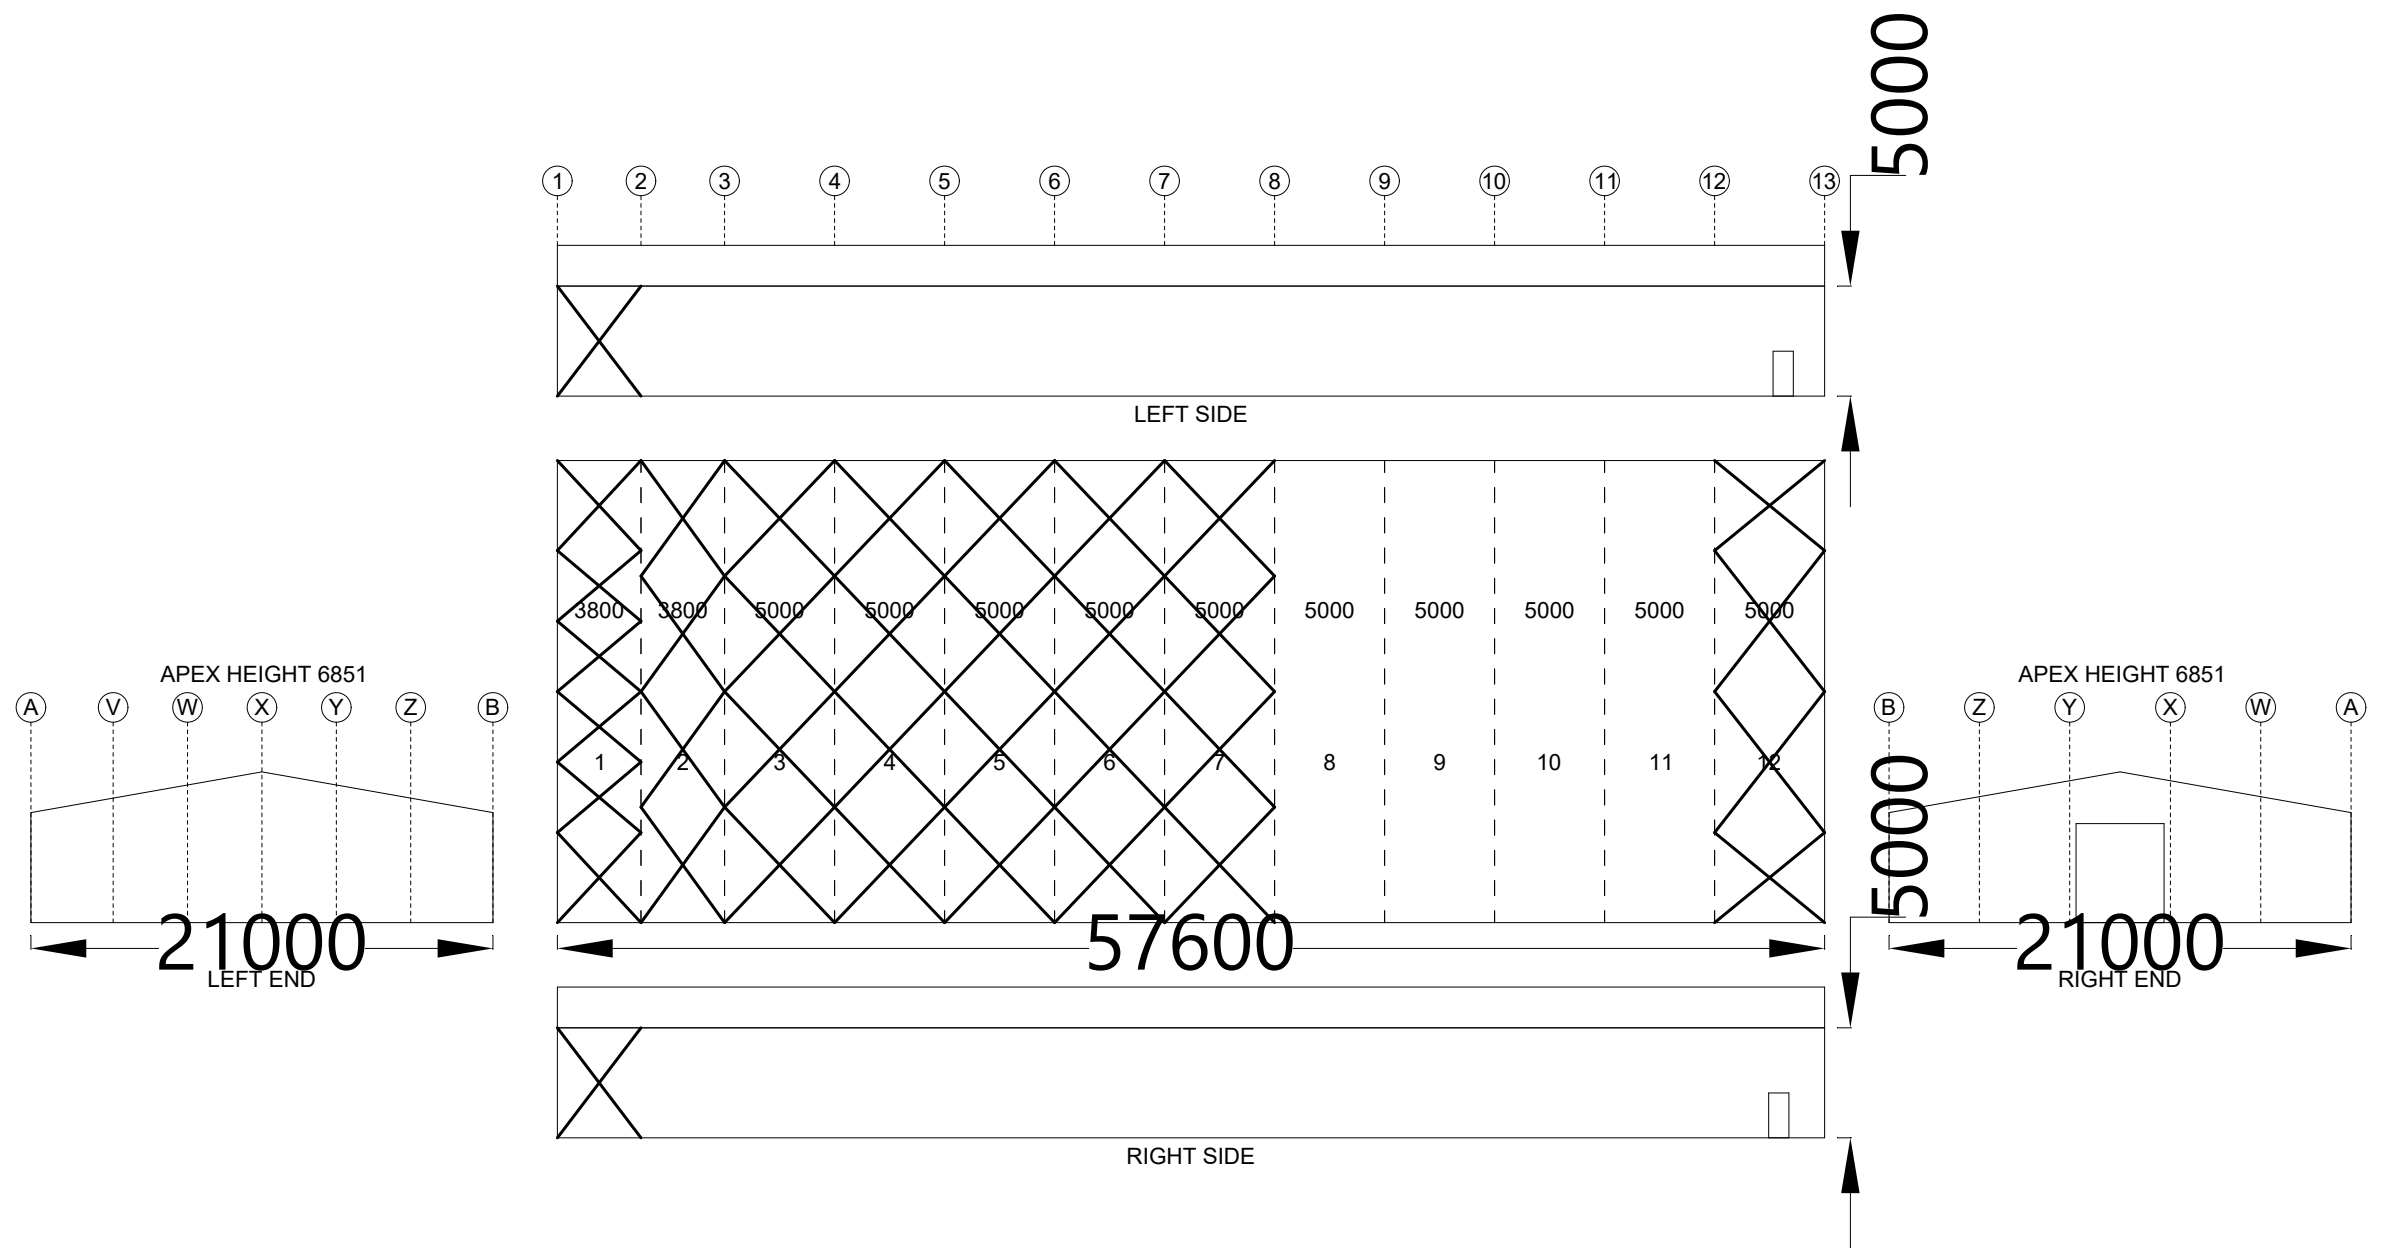 5000
1 2 3 4 5 6 7 8 9 10 11 12 13
LEFT SIDE
3800 3800 5000 5000 5000 5000 5000 5000 5000 5000 5000 5000
APEX HEIGHT 6851
A V W X Y Z B
APEX HEIGHT 6851
B Z Y X W A
1 2 3 4 5 6 7 8 9 10 11 12
5000
21000
LEFT END
57600
21000
RIGHT END
RIGHT SIDE